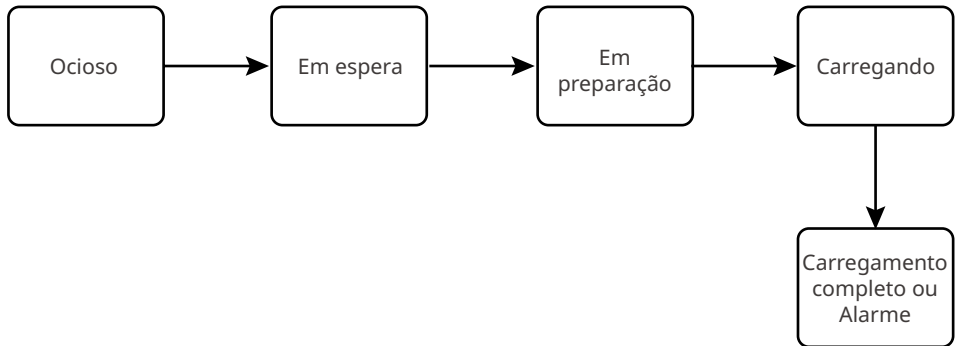 Ocioso
Em espera
Em
preparação
Carregando
Carregamento
completo ou
Alarme